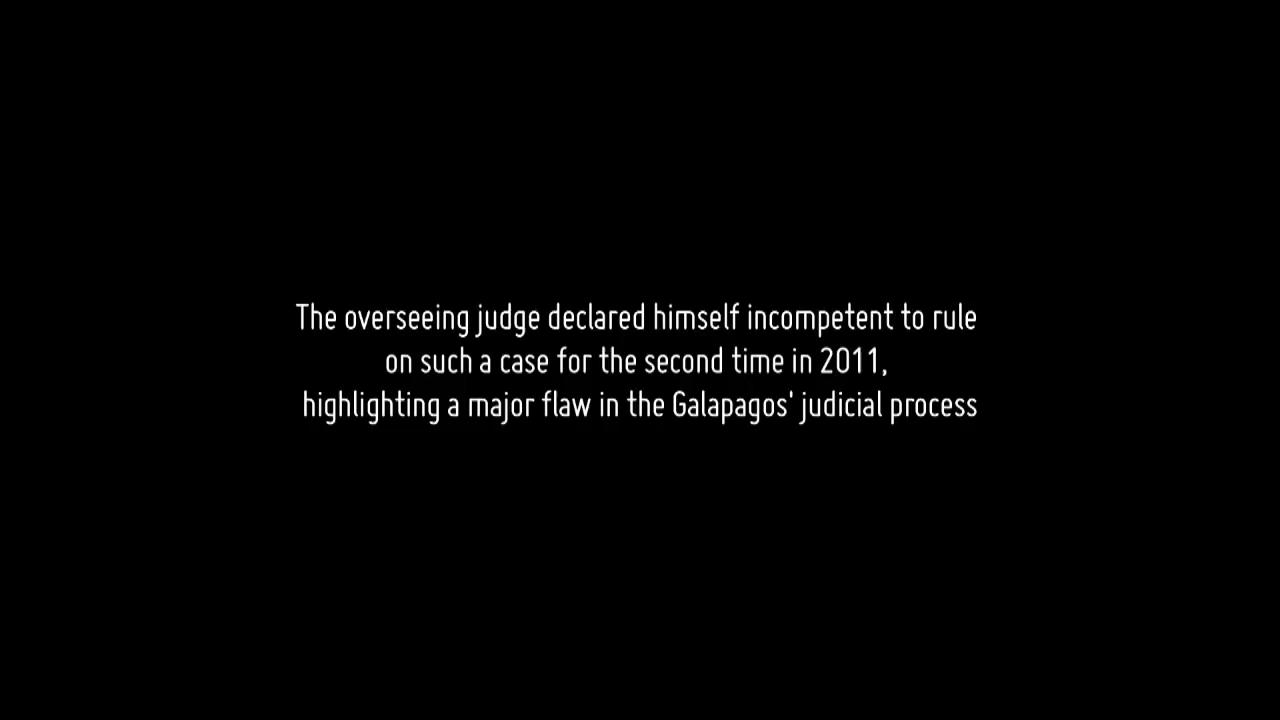 The overseeing judge declared himself incompetent to rule
on such a case for the second time in 2011,
highlighting a major flaw in the Galapagos' judicial process